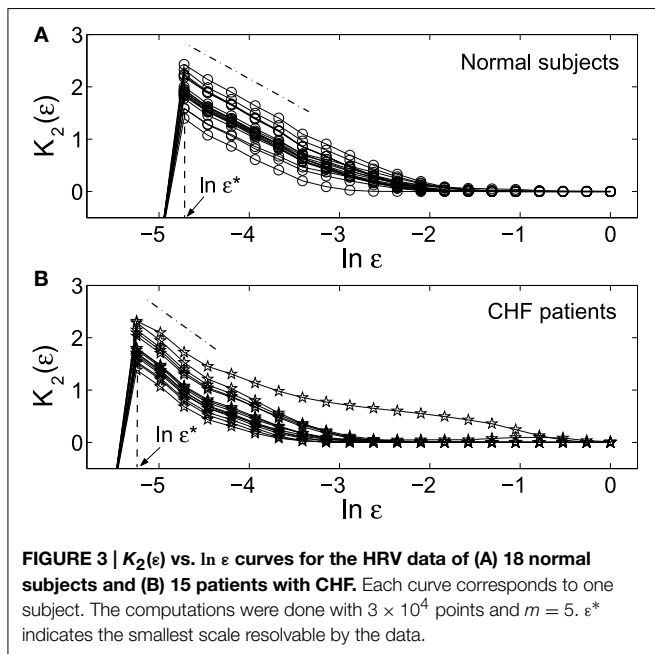 A
Normal subjects
3
2
1
0
K₂(ε)
ln ε*
−5 −4 −3 −2 −1 0
ln ε
B
CHF patients
3
2
1
0
K₂(ε)
ln ε*
−5 −4 −3 −2 −1 0
ln ε
FIGURE 3 | K₂(ε) vs. ln ε curves for the HRV data of (A) 18 normal
subjects and (B) 15 patients with CHF. Each curve corresponds to one
subject. The computations were done with 3 × 10⁴ points and m = 5. ε*
indicates the smallest scale resolvable by the data.